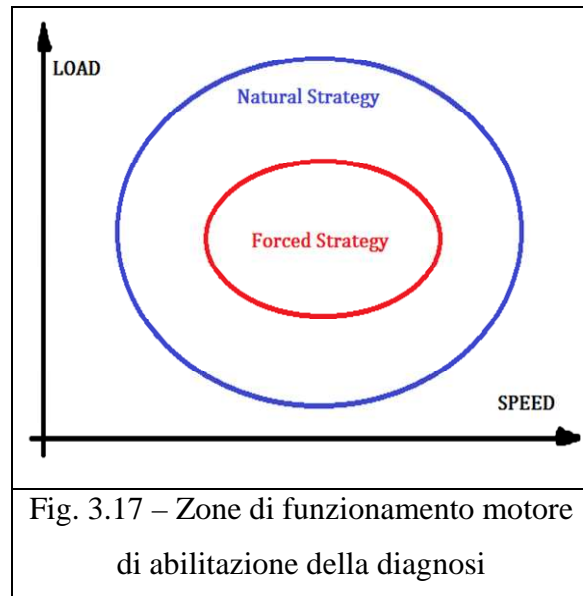 LOAD
Natural Strategy
Forced Strategy
SPEED
Fig. 3.17 – Zone di funzionamento motore
di abilitazione della diagnosi